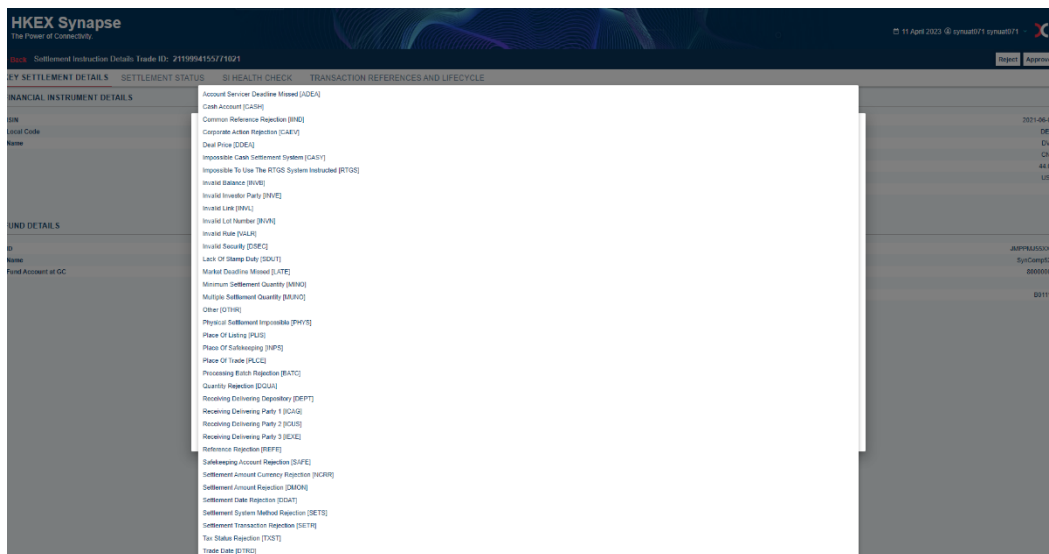 HKEX Synapse
The Power of Connectivity.
11 April 2023 synuat071 synuat071
Back Settlement Instruction Details Trade ID: 2119994155771021
Reject Approve
KEY SETTLEMENT DETAILS SETTLEMENT STATUS SI HEALTH CHECK TRANSACTION REFERENCES AND LIFECYCLE
FINANCIAL INSTRUMENT DETAILS
ISIN
Local Code
Name
FUND DETAILS
ID
Name
Fund Account at GC
Account Servicer Deadline Missed [ADEA]
Cash Account [CASH]
Common Reference Rejection [IIND]
Corporate Action Rejection [CAEV]
Deal Price [DDEA]
Impossible Cash Settlement System [CASY]
Impossible To Use The RTGS System Instructed [RTGS]
Invalid Balance [INVB]
Invalid Investor Party [INVE]
Invalid Link [INVL]
Invalid Lot Number [INVN]
Invalid Rule [VALR]
Invalid Security [DSEC]
Lack Of Stamp Duty [SDUT]
Market Deadline Missed [LATE]
Minimum Settlement Quantity [MINO]
Multiple Settlement Quantity [MUNO]
Other [OTHR]
Physical Settlement Impossible [PHYS]
Place Of Listing [PLIS]
Place Of Safekeeping [INPS]
Place Of Trade [PLCE]
Processing Batch Rejection [BATC]
Quantity Rejection [DQUA]
Receiving Delivering Depository [DEPT]
Receiving Delivering Party 1 [ICAG]
Receiving Delivering Party 2 [ICUS]
Receiving Delivering Party 3 [IEXE]
Reference Rejection [REFE]
Safekeeping Account Rejection [SAFE]
Settlement Amount Currency Rejection [NCRR]
Settlement Amount Rejection [DMON]
Settlement Date Rejection [DDAT]
Settlement System Method Rejection [SETS]
Settlement Transaction Rejection [SETR]
Tax Status Rejection [TXST]
Trade Date [DTRD]